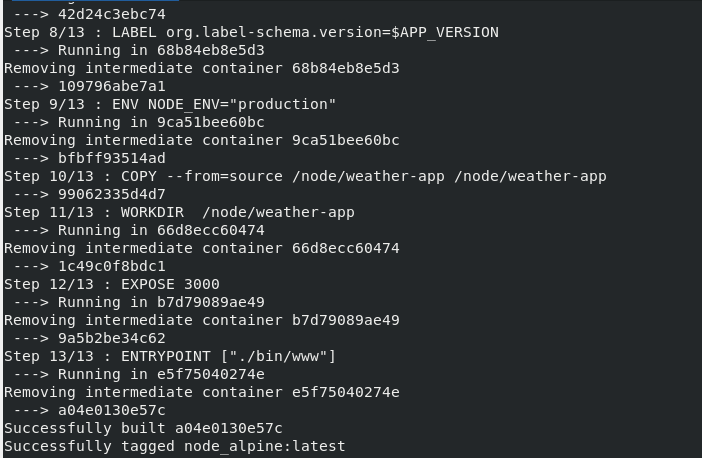 ---> 42d24c3ebc74
Step 8/13 : LABEL org.label-schema.version=$APP_VERSION
---> Running in 68b84eb8e5d3
Removing intermediate container 68b84eb8e5d3
---> 109796abe7a1
Step 9/13 : ENV NODE_ENV="production"
---> Running in 9ca51bee60bc
Removing intermediate container 9ca51bee60bc
---> bfbff93514ad
Step 10/13 : COPY --from=source /node/weather-app /node/weather-app
---> 99062335d4d7
Step 11/13 : WORKDIR  /node/weather-app
---> Running in 66d8ecc60474
Removing intermediate container 66d8ecc60474
---> 1c49c0f8bdc1
Step 12/13 : EXPOSE 3000
---> Running in b7d79089ae49
Removing intermediate container b7d79089ae49
---> 9a5b2be34c62
Step 13/13 : ENTRYPOINT ["./bin/www"]
---> Running in e5f75040274e
Removing intermediate container e5f75040274e
---> a04e0130e57c
Successfully built a04e0130e57c
Successfully tagged node_alpine:latest